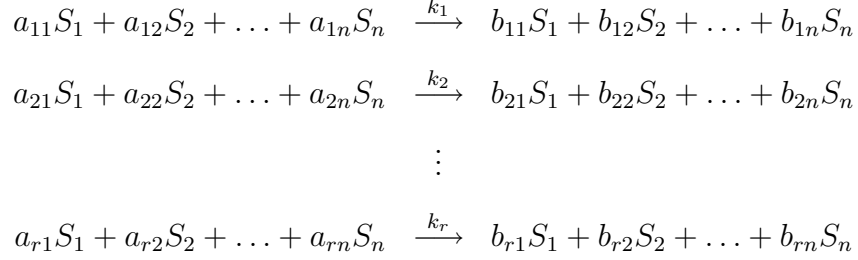 a₁₁S₁ + a₁₂S₂ + … + a₁ₙSₙ —k₁→ b₁₁S₁ + b₁₂S₂ + … + b₁ₙSₙ
a₂₁S₁ + a₂₂S₂ + … + a₂ₙSₙ —k₂→ b₂₁S₁ + b₂₂S₂ + … + b₂ₙSₙ
⋮
aᵣ₁S₁ + aᵣ₂S₂ + … + aᵣₙSₙ —kᵣ→ bᵣ₁S₁ + bᵣ₂S₂ + … + bᵣₙSₙ